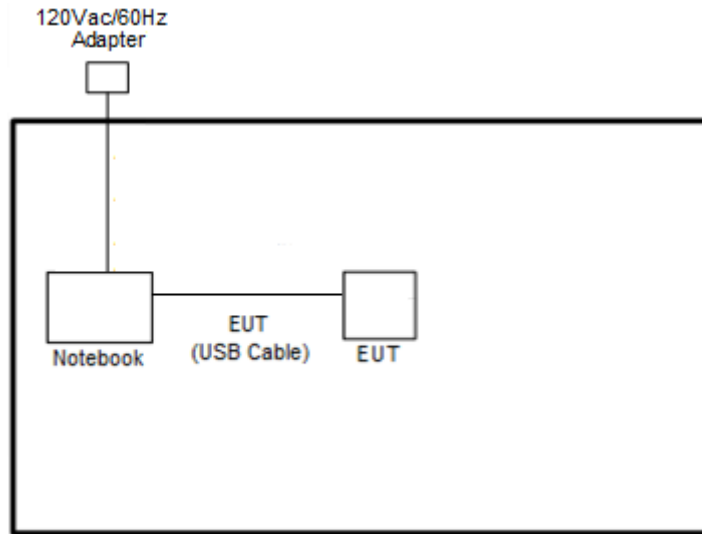 120Vac/60Hz
Adapter
Notebook
EUT
(USB Cable)
EUT